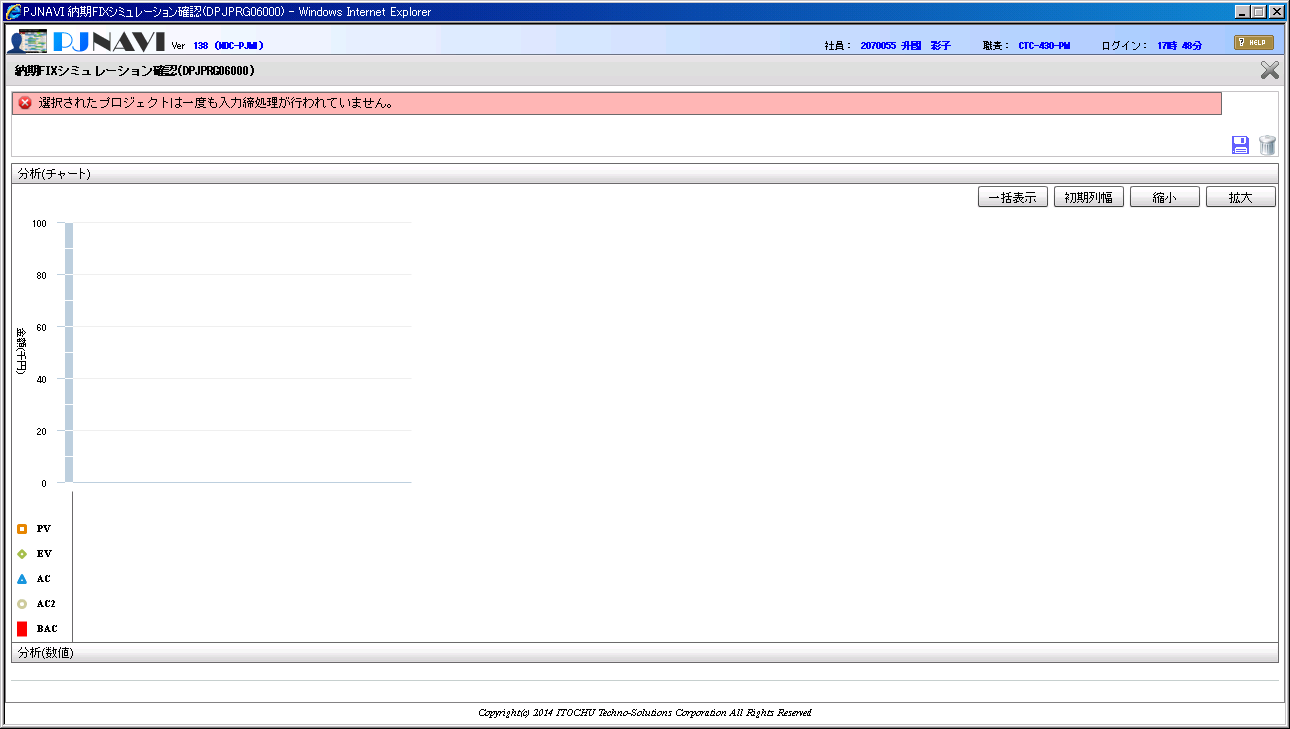 PJNAVI 納期FIXシミュレーション確認(DPJPRG06000) - Windows Internet Explorer
PJNAVI Ver 138 (NDC-PJMI) 社員： 2070055 升國 彩子 職責： CTC-430-PM ログイン： 17時 48分 ? HELP
納期FIXシミュレーション確認(DPJPRG06000)
選択されたプロジェクトは一度も入力締処理が行われていません。
分析(チャート)
一括表示 初期列幅 縮小 拡大
100
80
60
40
20
0
金額(千円)
PV
EV
AC
AC2
BAC
分析(数値)
Copyright(c) 2014 ITOCHU Techno-Solutions Corporation All Rights Reserved